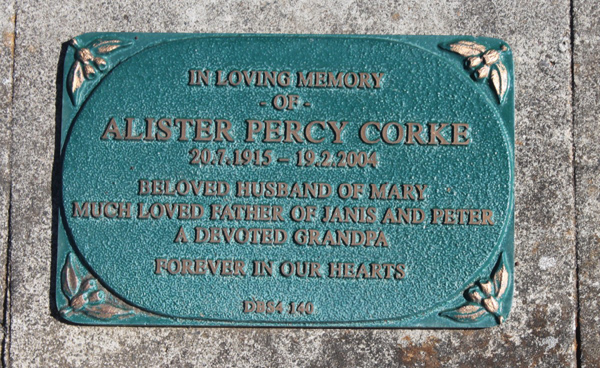 IN LOVING MEMORY
- OF -
ALISTER PERCY CORKE
20.7.1915 – 19.2.2004
BELOVED HUSBAND OF MARY
MUCH LOVED FATHER OF JANIS AND PETER
A DEVOTED GRANDPA
FOREVER IN OUR HEARTS
DBS4 140